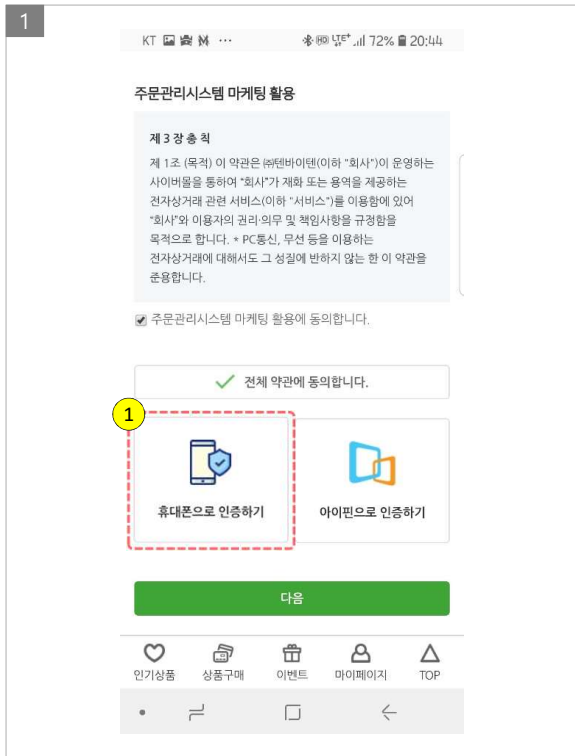 1
KT ··· HD LTE+ 72% 20:44
주문관리시스템 마케팅 활용
제 3 장 총 칙
제 1조 (목적) 이 약관은 ㈜텐바이텐(이하 "회사")이 운영하는
사이버몰을 통하여 "회사"가 재화 또는 용역을 제공하는
전자상거래 관련 서비스(이하 "서비스")를 이용함에 있어
"회사"와 이용자의 권리·의무 및 책임사항을 규정함을
목적으로 합니다. * PC통신, 무선 등을 이용하는
전자상거래에 대해서도 그 성질에 반하지 않는 한 이 약관을
준용합니다.
주문관리시스템 마케팅 활용에 동의합니다.
전체 약관에 동의합니다.
1
휴대폰으로 인증하기 아이핀으로 인증하기
다음
인기상품 상품구매 이벤트 마이페이지 TOP